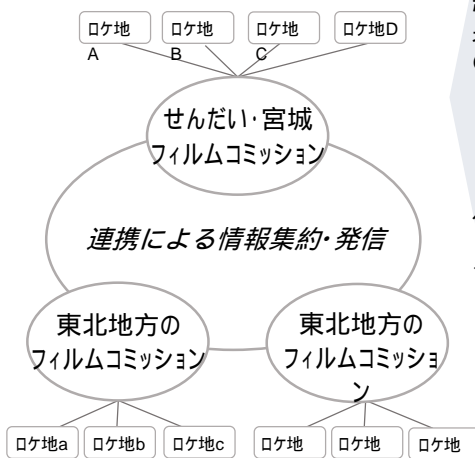 ロケ地
A
ロケ地
B
ロケ地
C
ロケ地D
せんだい・宮城
フィルムコミッション
連携による情報集約・発信
東北地方の
フィルムコミッション
東北地方の
フィルムコミッショ
ン
ロケ地a
ロケ地b
ロケ地c
ロケ地
ロケ地
ロケ地